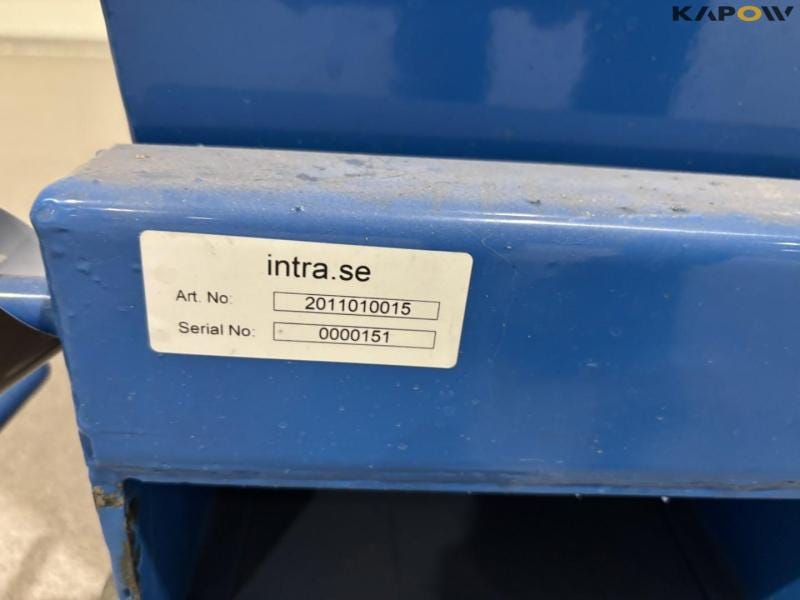 KAPOW
intra.se
Art. No: 2011010015
Serial No: 0000151